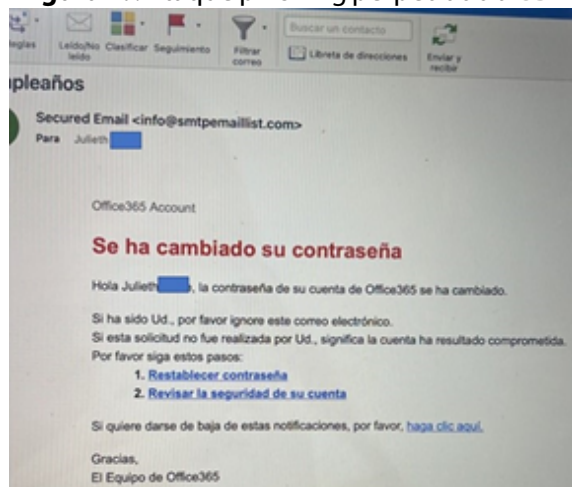 Buscar un contacto
Reglas Leído/No leído Clasificar Seguimiento Filtrar correo Libreta de direcciones Enviar y recibir
mpleaños
Secured Email <info@smtpemaillist.com>
Para Julieth
Office365 Account
Se ha cambiado su contraseña
Hola Julieth, la contraseña de su cuenta de Office365 se ha cambiado.
Si ha sido Ud., por favor ignore este correo electrónico.
Si esta solicitud no fue realizada por Ud., significa la cuenta ha resultado comprometida.
Por favor siga estos pasos:
1. Restablecer contraseña
2. Revisar la seguridad de su cuenta
Si quiere darse de baja de estas notificaciones, por favor, haga clic aquí.
Gracias,
El Equipo de Office365